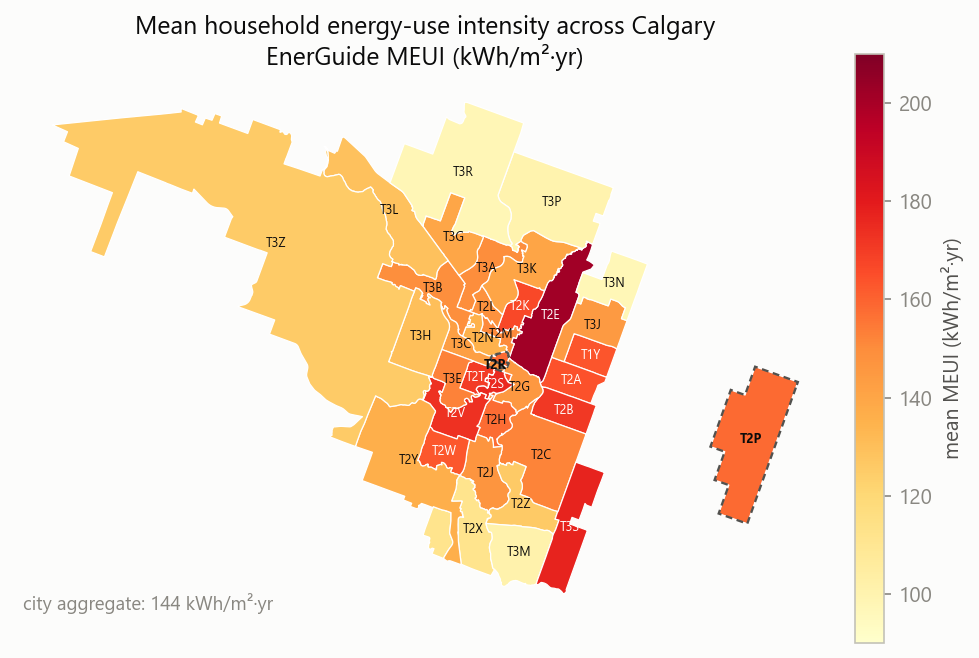 Mean household energy-use intensity across Calgary
EnerGuide MEUI (kWh/m²·yr)
200
180
160
140
120
100
mean MEUI (kWh/m²·yr)
T3R
T3P
T3L
T3G
T3Z
T3A
T3K
T3N
T3B
T2L
T2K
T2E
T3J
T3H
T3C
T2N
T2M
T1Y
T2R
T3E
T2T
T2S
T2G
T2A
T2V
T2H
T2B
T2P
T2W
T2C
T2Y
T2J
T2Z
T2X
T3S
T3M
city aggregate: 144 kWh/m²·yr